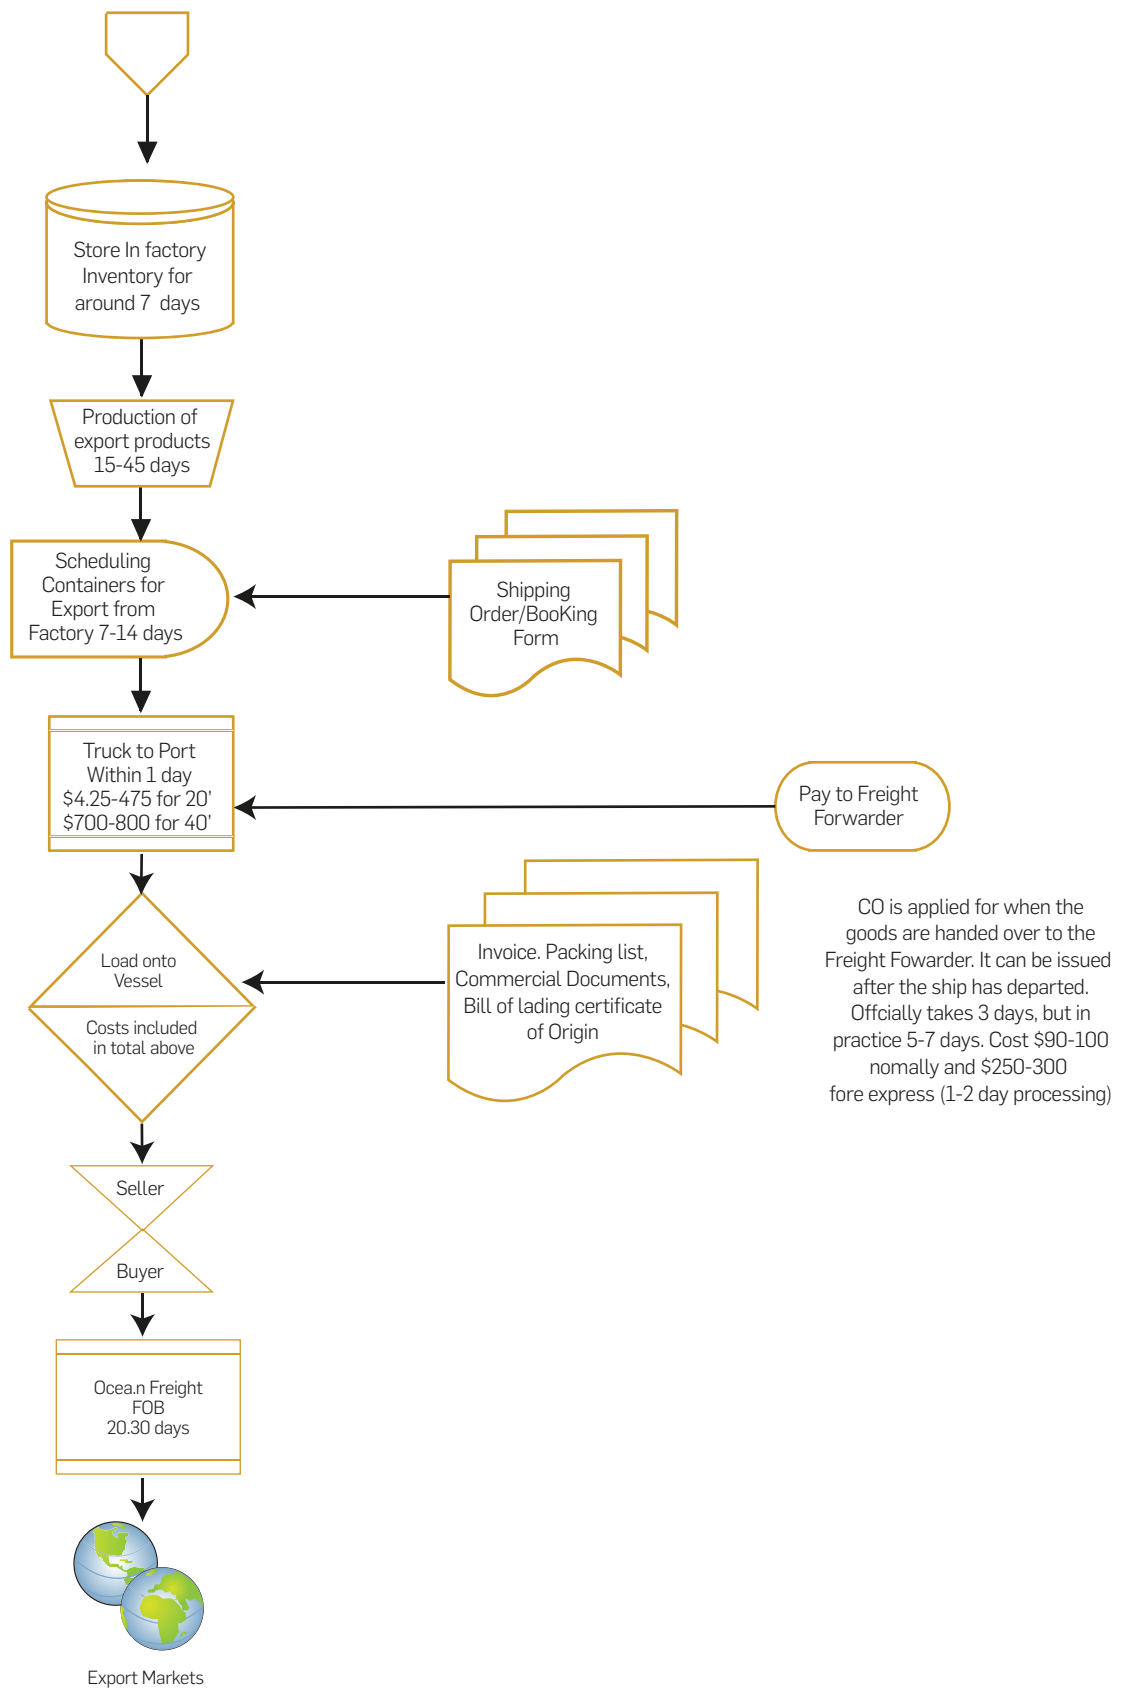 Store In factory
Inventory for
around 7 days
Production of
export products
15-45 days
Scheduling
Containers for
Export from
Factory 7-14 days
Shipping
Order/BooKing
Form
Truck to Port
Within 1 day
$4.25-475 for 20'
$700-800 for 40'
Pay to Freight
Forwarder
Load onto
Vessel
Costs included
in total above
Invoice. Packing list,
Commercial Documents,
Bill of lading certificate
of Origin
CO is applied for when the
goods are handed over to the
Freight Fowarder. It can be issued
after the ship has departed.
Offcially takes 3 days, but in
practice 5-7 days. Cost $90-100
nomally and $250-300
fore express (1-2 day processing)
Seller
Buyer
Ocea.n Freight
FOB
20.30 days
Export Markets